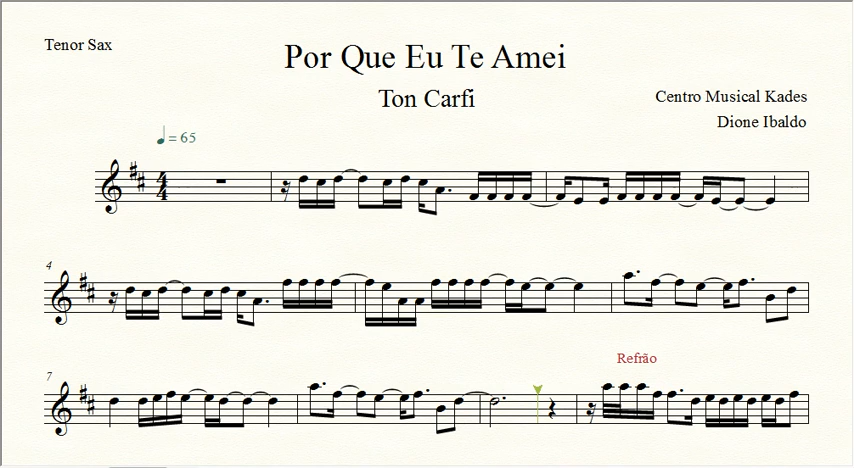 Tenor Sax
Por Que Eu Te Amei
Ton Carfi
Centro Musical Kades
Dione Ibaldo
= 65
4
4
4
7
Refrão